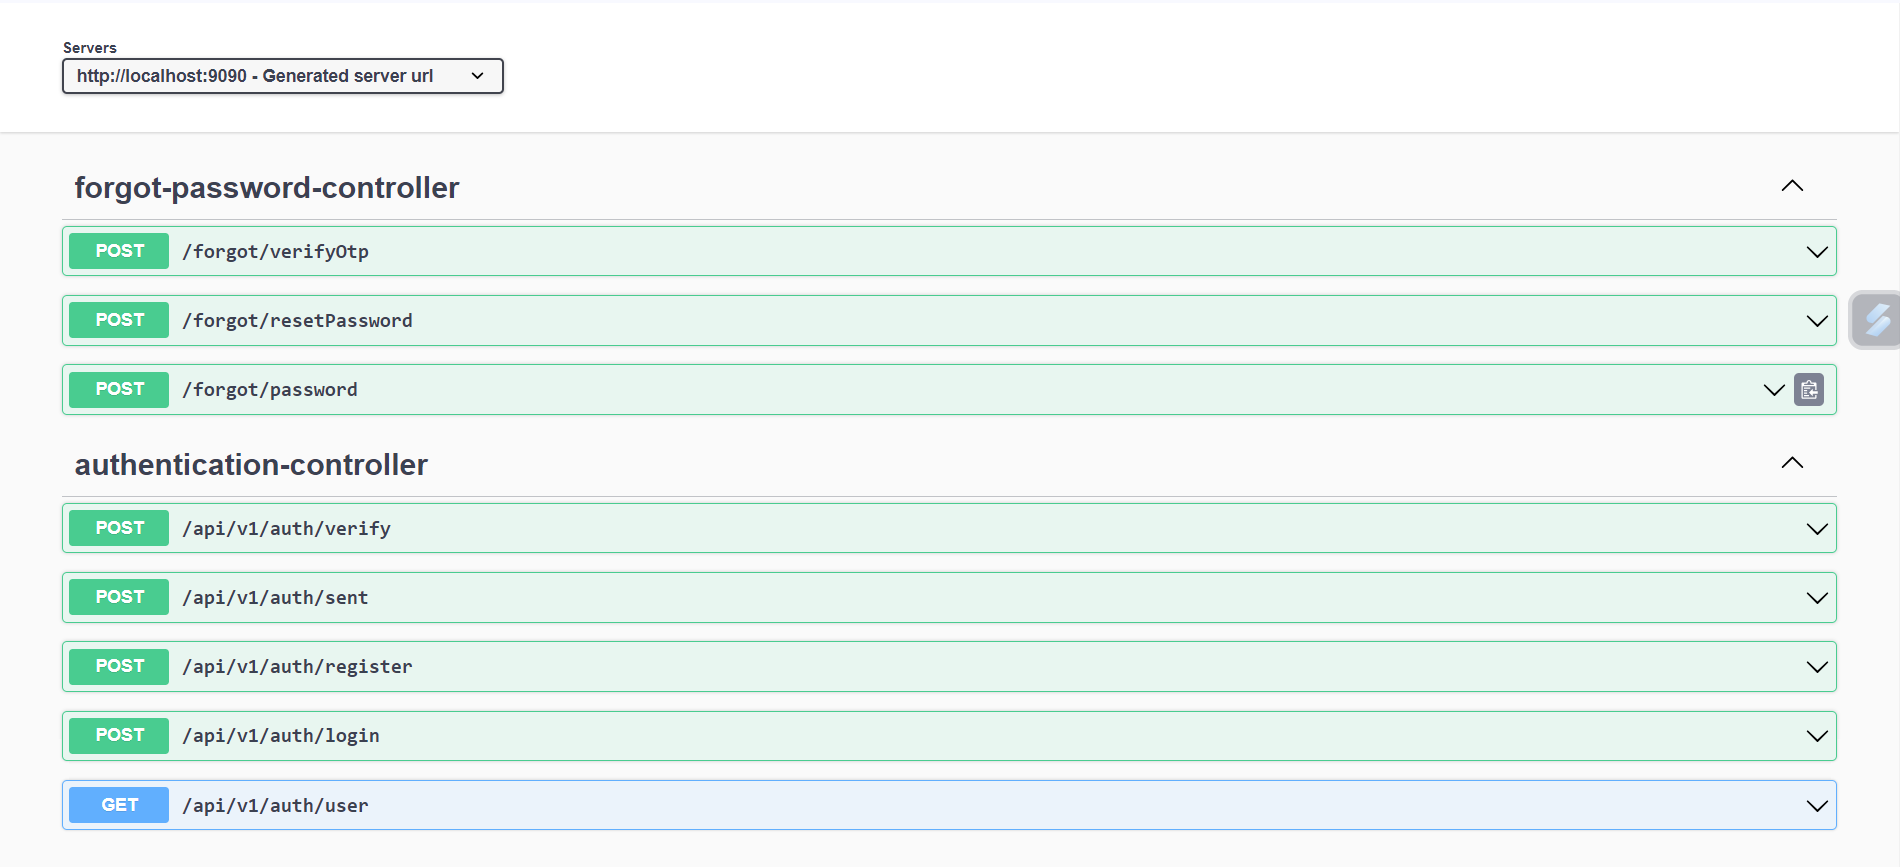 Servers
http://localhost:9090 - Generated server url
forgot-password-controller
POST /forgot/verifyOtp
POST /forgot/resetPassword
POST /forgot/password
authentication-controller
POST /api/v1/auth/verify
POST /api/v1/auth/sent
POST /api/v1/auth/register
POST /api/v1/auth/login
GET /api/v1/auth/user